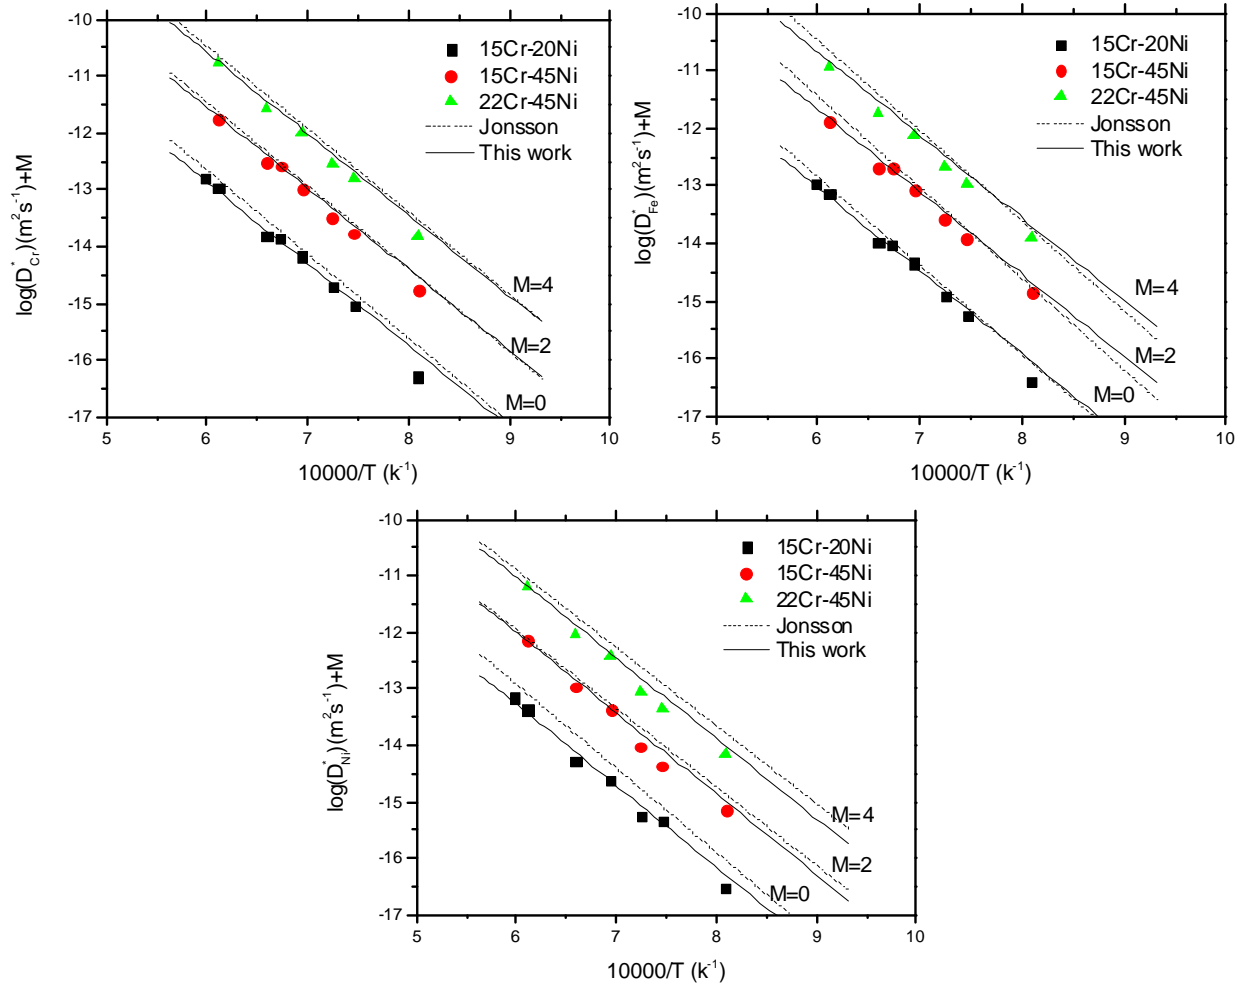 -10
-11
-12
-13
-14
-15
-16
-17
5
6
7
8
9
10
log(D*Cr)(m2s-1)+M
10000/T (k-1)
15Cr-20Ni
15Cr-45Ni
22Cr-45Ni
Jonsson
This work
M=4
M=2
M=0
-10
-11
-12
-13
-14
-15
-16
-17
5
6
7
8
9
10
log(D*Fe)(m2s-1)+M
10000/T (k-1)
15Cr-20Ni
15Cr-45Ni
22Cr-45Ni
Jonsson
This work
M=4
M=2
M=0
-10
-11
-12
-13
-14
-15
-16
-17
5
6
7
8
9
10
log(D*Ni)(m2s-1)+M
10000/T (k-1)
15Cr-20Ni
15Cr-45Ni
22Cr-45Ni
Jonsson
This work
M=4
M=2
M=0